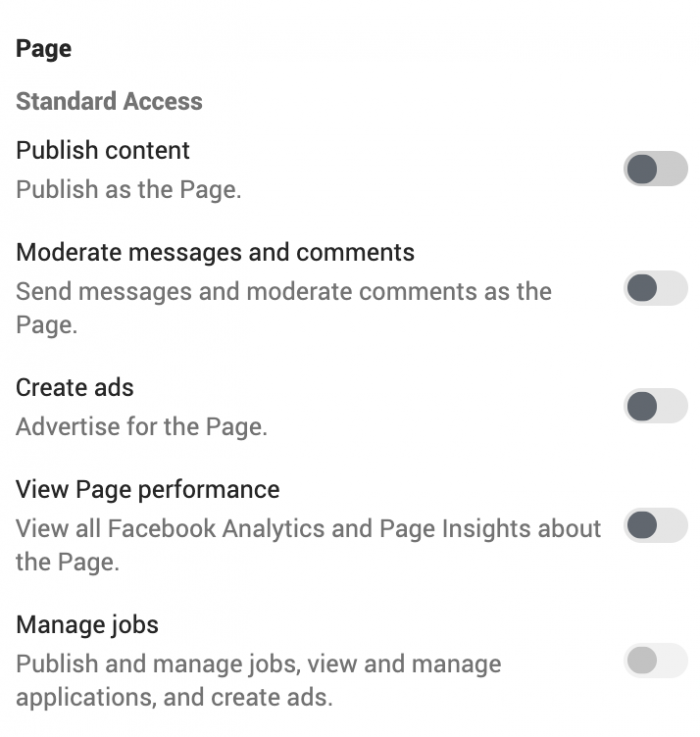 Page
Standard Access
Publish content
Publish as the Page.
Moderate messages and comments
Send messages and moderate comments as the
Page.
Create ads
Advertise for the Page.
View Page performance
View all Facebook Analytics and Page Insights about
the Page.
Manage jobs
Publish and manage jobs, view and manage
applications, and create ads.